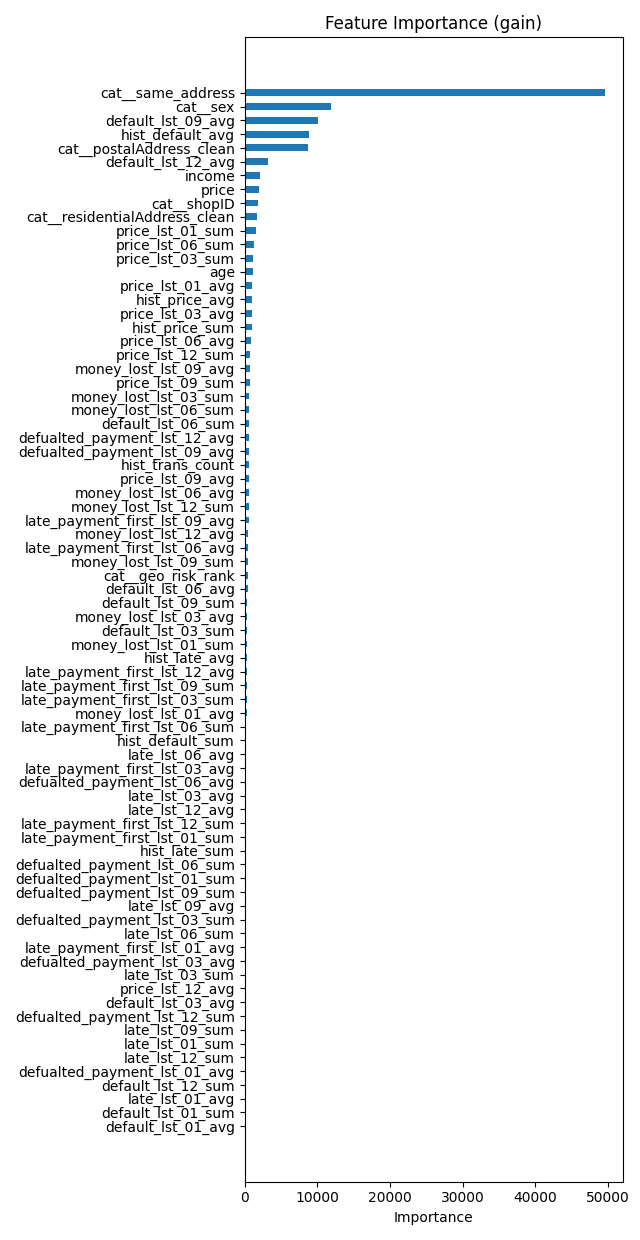 Feature Importance (gain)
cat__same_address
cat__sex
default_lst_09_avg
hist_default_avg
cat__postalAddress_clean
default_lst_12_avg
income
price
cat__shopID
cat__residentialAddress_clean
price_lst_01_sum
price_lst_06_sum
price_lst_03_sum
age
price_lst_01_avg
hist_price_avg
price_lst_03_avg
hist_price_sum
price_lst_06_avg
price_lst_12_sum
money_lost_lst_09_avg
price_lst_09_sum
money_lost_lst_03_sum
money_lost_lst_06_sum
default_lst_06_sum
defualted_payment_lst_12_avg
defualted_payment_lst_09_avg
hist_trans_count
price_lst_09_avg
money_lost_lst_06_avg
money_lost_lst_12_sum
late_payment_first_lst_09_avg
money_lost_lst_12_avg
late_payment_first_lst_06_avg
money_lost_lst_09_sum
cat__geo_risk_rank
default_lst_06_avg
default_lst_09_sum
money_lost_lst_03_avg
default_lst_03_sum
money_lost_lst_01_sum
hist_late_avg
late_payment_first_lst_12_avg
late_payment_first_lst_09_sum
late_payment_first_lst_03_sum
money_lost_lst_01_avg
late_payment_first_lst_06_sum
hist_default_sum
late_lst_06_avg
late_payment_first_lst_03_avg
defualted_payment_lst_06_avg
late_lst_03_avg
late_lst_12_avg
late_payment_first_lst_12_sum
late_payment_first_lst_01_sum
hist_late_sum
defualted_payment_lst_06_sum
defualted_payment_lst_01_sum
defualted_payment_lst_09_sum
late_lst_09_avg
defualted_payment_lst_03_sum
late_lst_06_sum
late_payment_first_lst_01_avg
defualted_payment_lst_03_avg
late_lst_03_sum
price_lst_12_avg
default_lst_03_avg
defualted_payment_lst_12_sum
late_lst_09_sum
late_lst_01_sum
late_lst_12_sum
defualted_payment_lst_01_avg
default_lst_12_sum
late_lst_01_avg
default_lst_01_sum
default_lst_01_avg
0 10000 20000 30000 40000 50000
Importance